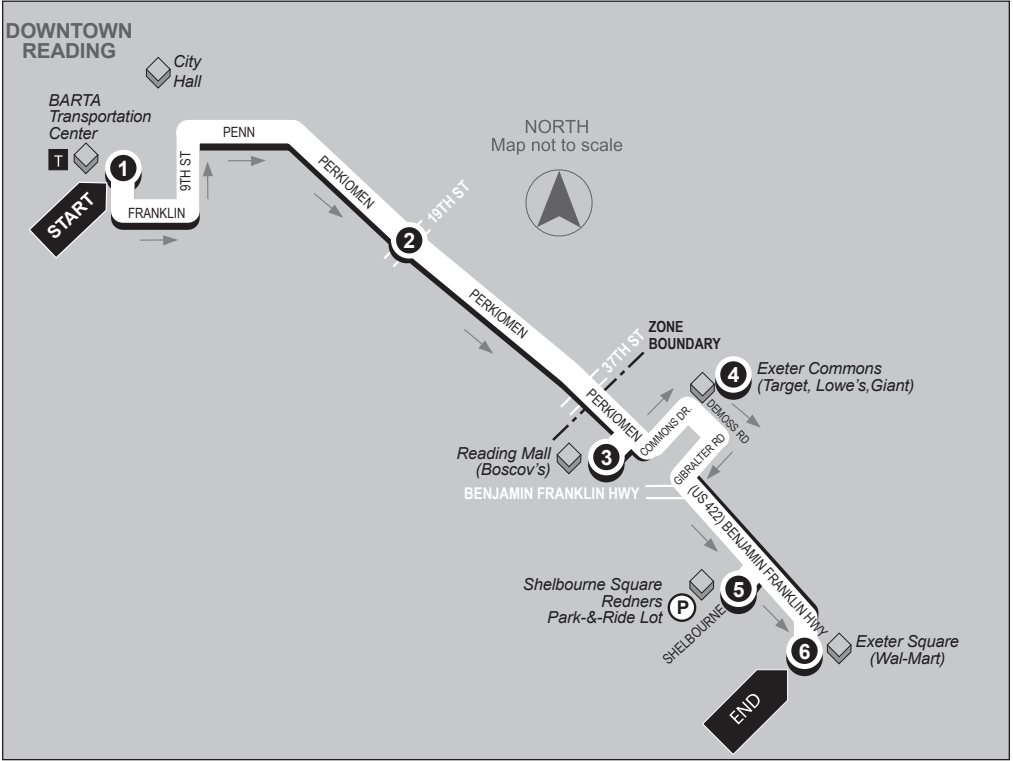 DOWNTOWN
READING
City
Hall
BARTA
Transportation
Center
T
1
START
FRANKLIN
9TH ST
PENN
PERKIOMEN
NORTH
Map not to scale
19TH ST
2
PERKIOMEN
37TH ST
ZONE
BOUNDARY
PERKIOMEN
Reading Mall
(Boscov's)
3
COMMONS DR.
4
Exeter Commons
(Target, Lowe's,Giant)
DEMOSS RD
GIBRALTER RD
BENJAMIN FRANKLIN HWY
(US 422) BENJAMIN FRANKLIN HWY
Shelbourne Square
Redners
Park-&-Ride Lot
P
5
SHELBOURNE
6
Exeter Square
(Wal-Mart)
END